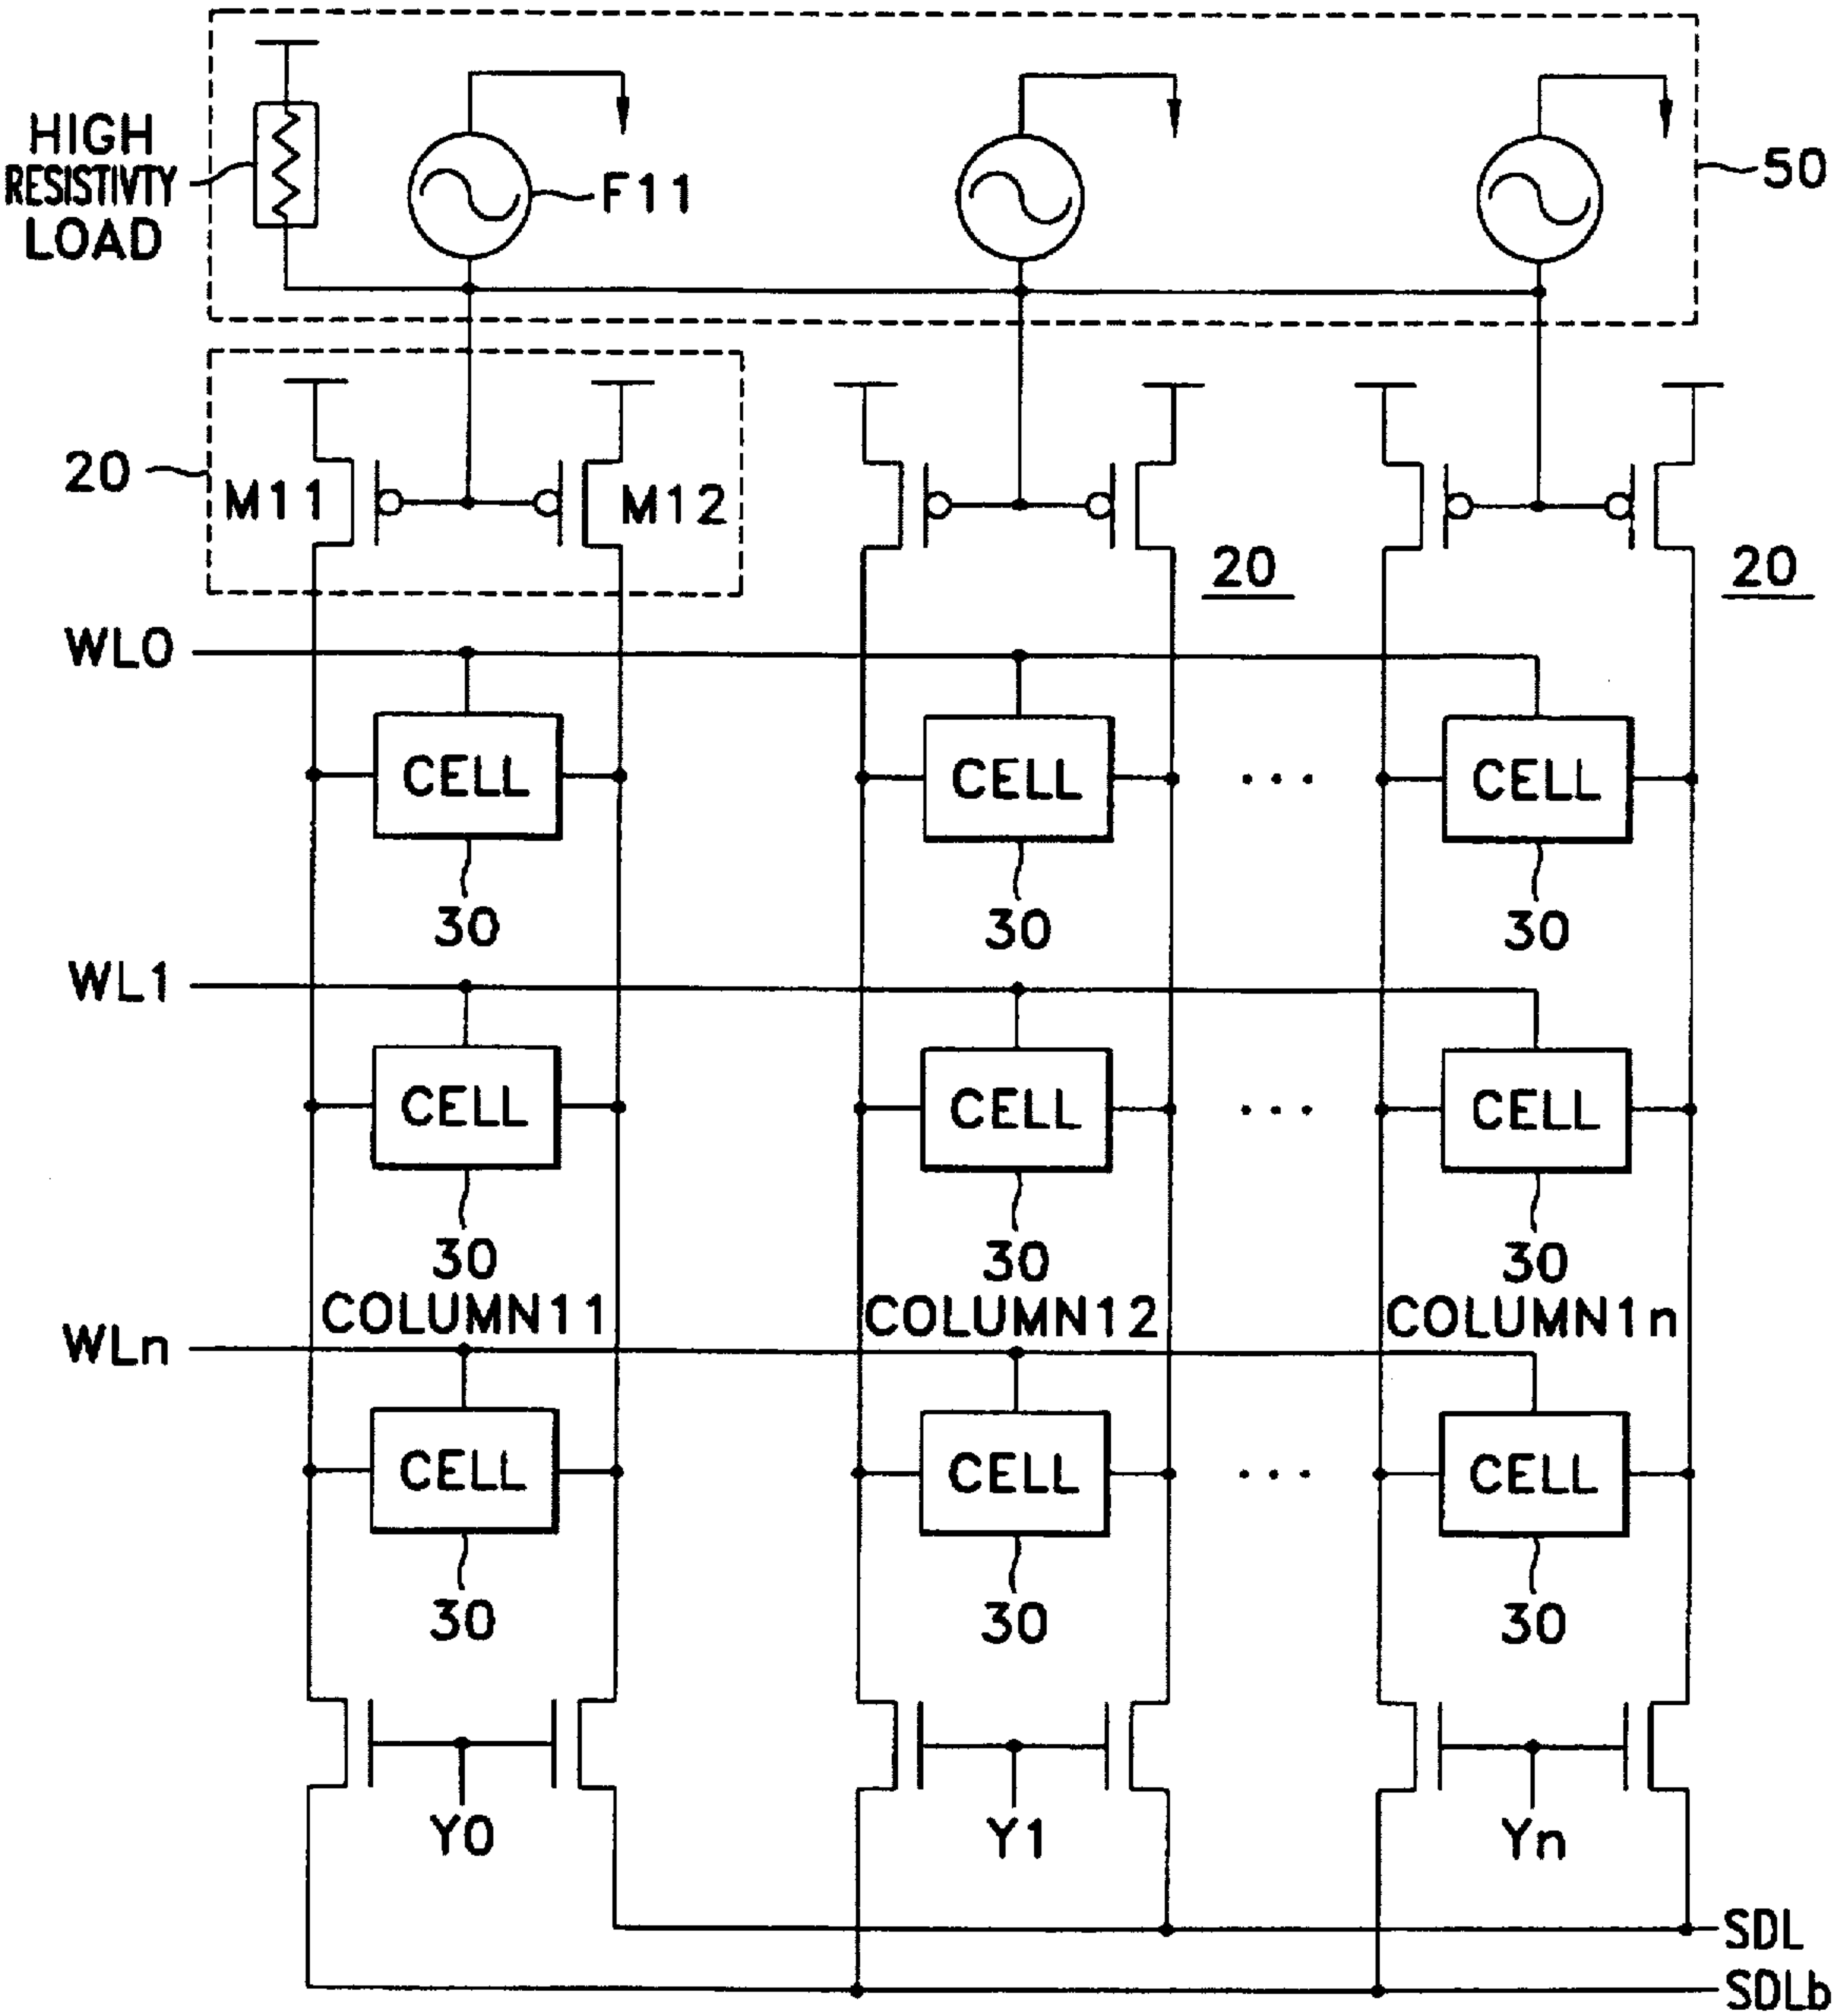 HIGH
RESISTIVTY
LOAD
F11
50
20
M11
M12
20
20
WL0
CELL
CELL
...
CELL
30
30
30
WL1
CELL
CELL
...
CELL
30
30
30
COLUMN11
COLUMN12
COLUMN1n
WLn
CELL
CELL
...
CELL
30
30
30
Y0
Y1
Yn
SDL
SDLb